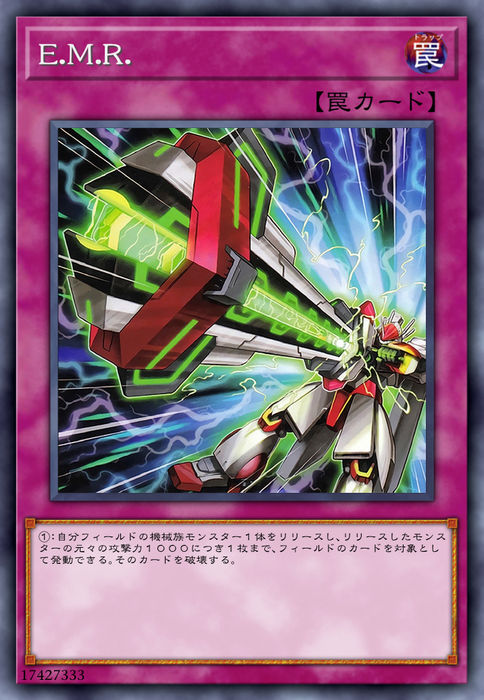 E.M.R.
トラップ
罠
【罠カード】
①:自分フィールドの機械族モンスター1体をリリースし、リリースしたモン
スターの元々の攻撃力1000につき1枚まで、フィールドのカードを対象とし
て発動できる。そのカードを破壊する。
17427333